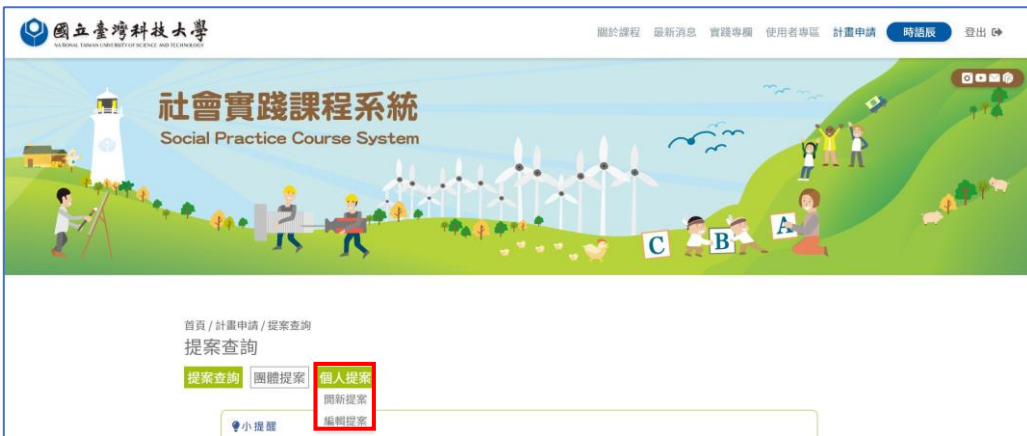 國立臺灣科技大學
NATIONAL TAIWAN UNIVERSITY OF SCIENCE AND TECHNOLOGY
關於課程 最新消息 實踐專欄 使用者專區 計畫申請 時語辰 登出
社會實踐課程系統
Social Practice Course System
C B A
首頁 / 計畫申請 / 提案查詢
提案查詢
提案查詢 團體提案 個人提案
開新提案
編輯提案
小提醒